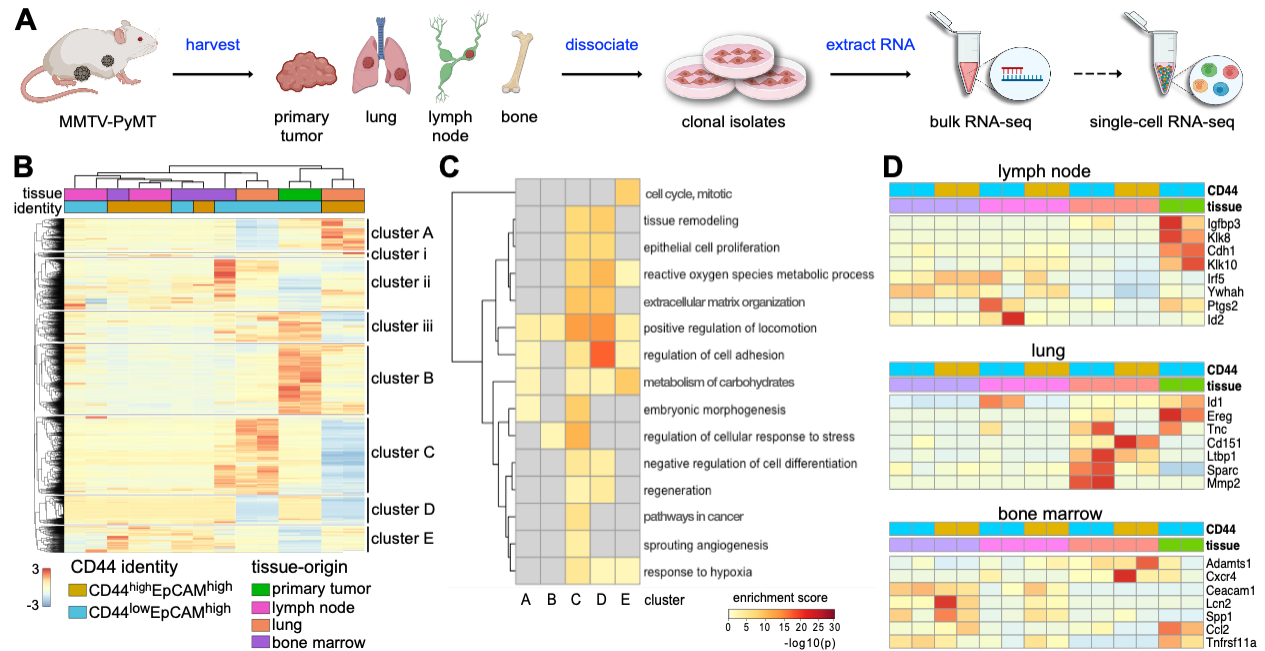 A
harvest
dissociate
extract RNA
MMTV-PyMT
primary
tumor
lung
lymph
node
bone
clonal isolates
bulk RNA-seq
single-cell RNA-seq
B
tissue
identity
cluster A
cluster i
cluster ii
cluster iii
cluster B
cluster C
cluster D
cluster E
3
-3
CD44 identity
CD44highEpCAMhigh
CD44lowEpCAMhigh
tissue-origin
primary tumor
lymph node
lung
bone marrow
C
cell cycle, mitotic
tissue remodeling
epithelial cell proliferation
reactive oxygen species metabolic process
extracellular matrix organization
positive regulation of locomotion
regulation of cell adhesion
metabolism of carbohydrates
embryonic morphogenesis
regulation of cellular response to stress
negative regulation of cell differentiation
regeneration
pathways in cancer
sprouting angiogenesis
response to hypoxia
A B C D E cluster
enrichment score
0 5 10 15 20 25 30
-log10(p)
D
lymph node
CD44
tissue
Igfbp3
Klk8
Cdh1
Klk10
Irf5
Ywhah
Ptgs2
Id2
lung
CD44
tissue
Id1
Ereg
Tnc
Cd151
Ltbp1
Sparc
Mmp2
bone marrow
CD44
tissue
Adamts1
Cxcr4
Ceacam1
Lcn2
Spp1
Ccl2
Tnfrsf11a